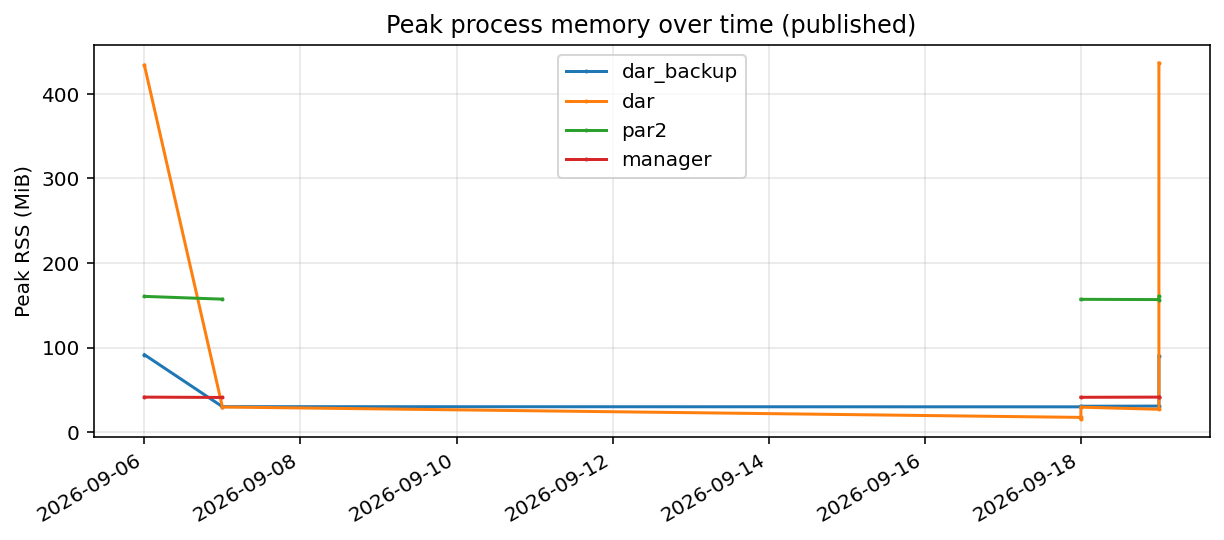 Peak process memory over time (published)
dar_backup
dar
par2
manager
Peak RSS (MiB)
400
300
200
100
0
2026-09-06
2026-09-08
2026-09-10
2026-09-12
2026-09-14
2026-09-16
2026-09-18